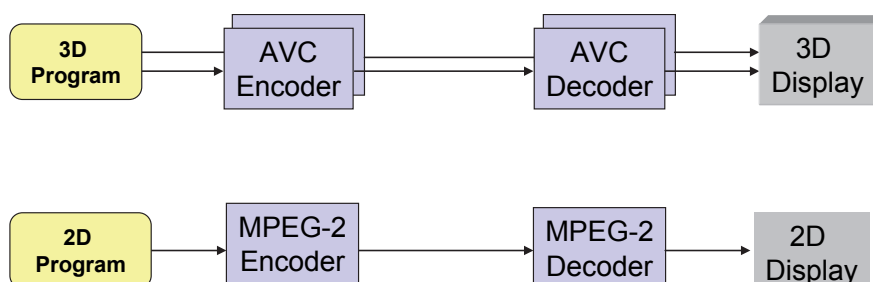 3D
Program
AVC
Encoder
AVC
Decoder
3D
Display
2D
Program
MPEG-2
Encoder
MPEG-2
Decoder
2D
Display